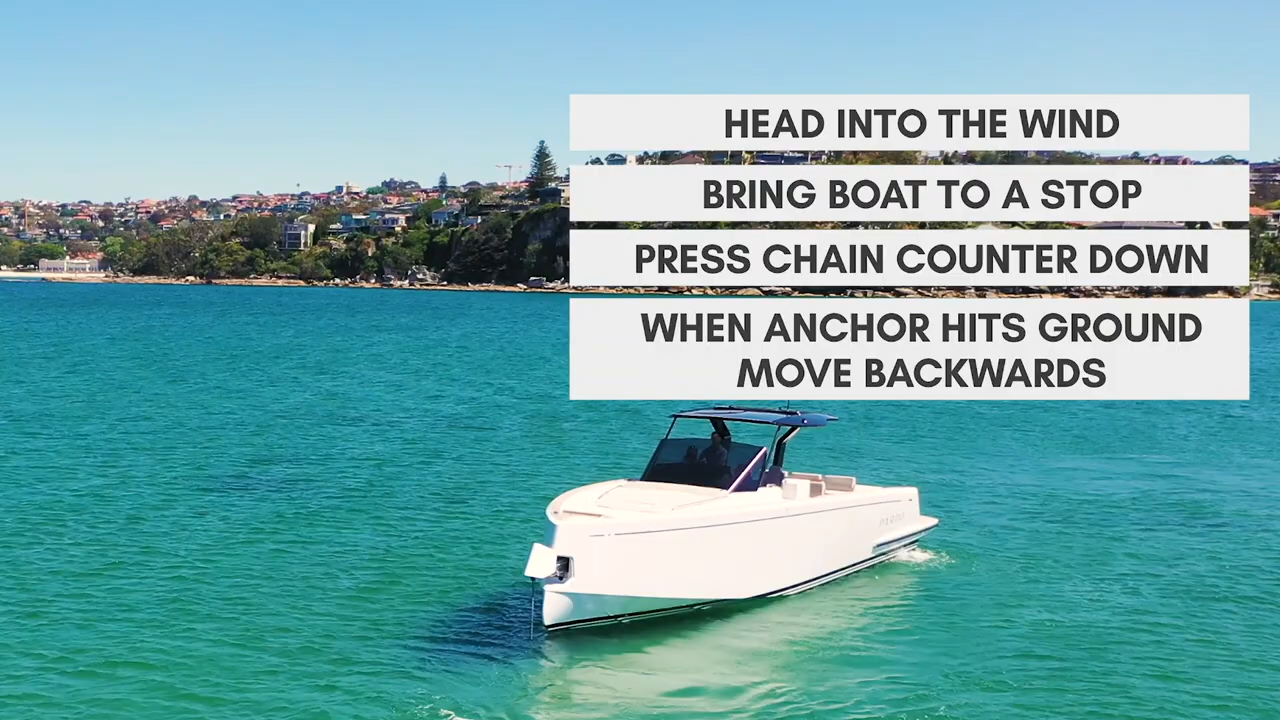 HEAD INTO THE WIND
BRING BOAT TO A STOP
PRESS CHAIN COUNTER DOWN
WHEN ANCHOR HITS GROUND
MOVE BACKWARDS